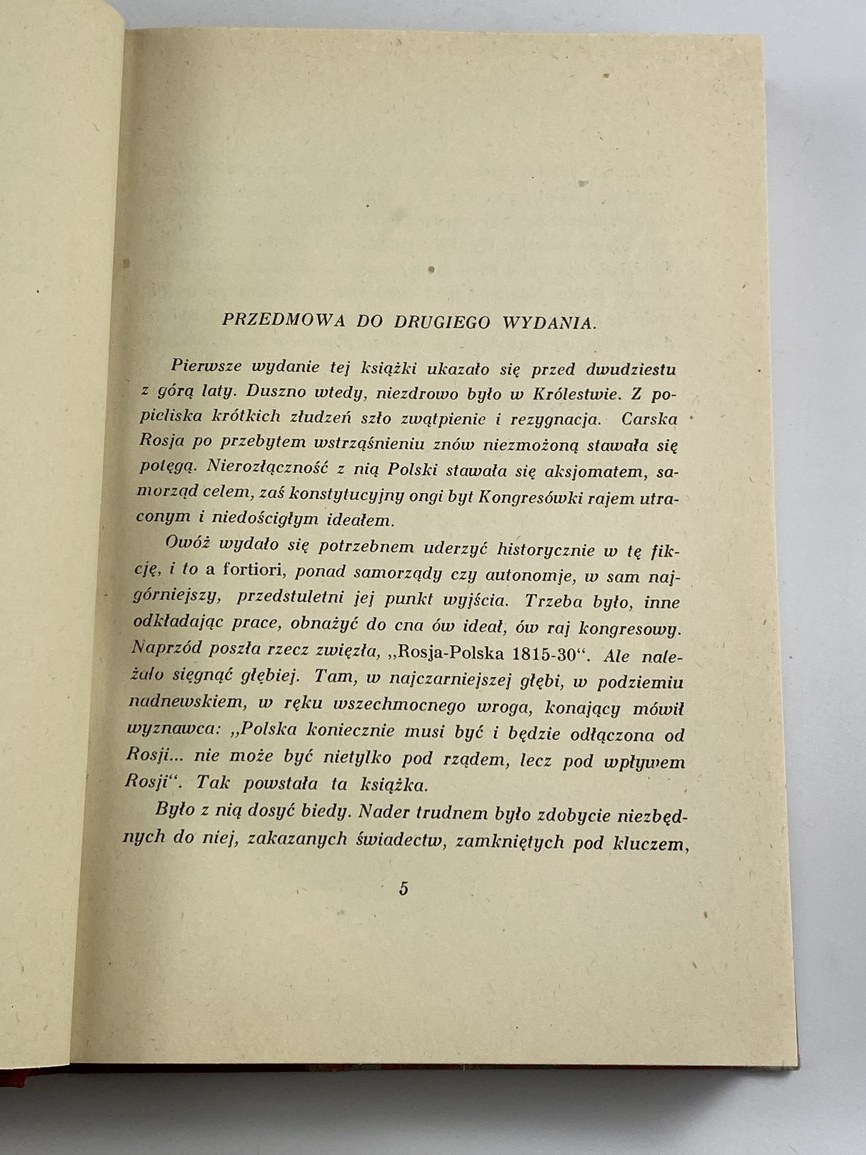 PRZEDMOWA DO DRUGIEGO WYDANIA.
Pierwsze wydanie tej książki ukazało się przed dwudziestu
z górą laty. Duszno wtedy, niezdrowo było w Królestwie. Z po-
pieliska krótkich złudzeń szło zwątpienie i rezygnacja. Carska
Rosja po przebytem wstrząśnieniu znów niezmożoną stawała się
potęgą. Nierozłączność z nią Polski stawała się aksjomatem, sa-
morząd celem, zaś konstytucyjny ongi byt Kongresówki rajem utra-
conym i niedościgłym ideałem.
Owóż wydało się potrzebnem uderzyć historycznie w tę fik-
cję, i to a fortiori, ponad samorządy czy autonomje, w sam naj-
górniejszy, przedstuletni jej punkt wyjścia. Trzeba było, inne
odkładając prace, obnażyć do cna ów ideał, ów raj kongresowy.
Naprzód poszła rzecz zwięzła, „Rosja-Polska 1815-30“. Ale nale-
żało sięgnąć głębiej. Tam, w najczarniejszej głębi, w podziemiu
nadnewskiem, w ręku wszechmocnego wroga, konający mówił
wyznawca: „Polska koniecznie musi być i będzie odłączona od
Rosji... nie może być nietylko pod rządem, lecz pod wpływem
Rosji“. Tak powstała ta książka.
Było z nią dosyć biedy. Nader trudnem było zdobycie niezbęd-
nych do niej, zakazanych świadectw, zamkniętych pod kluczem,
5